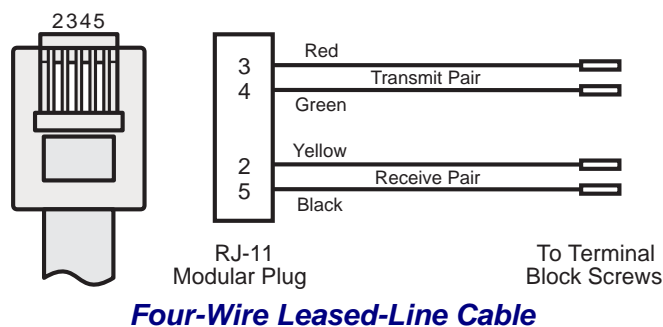 2345
3
Red
Transmit Pair
4
Green
Yellow
2
Receive Pair
5
Black
RJ-11
Modular Plug
To Terminal
Block Screws
Four-Wire Leased-Line Cable